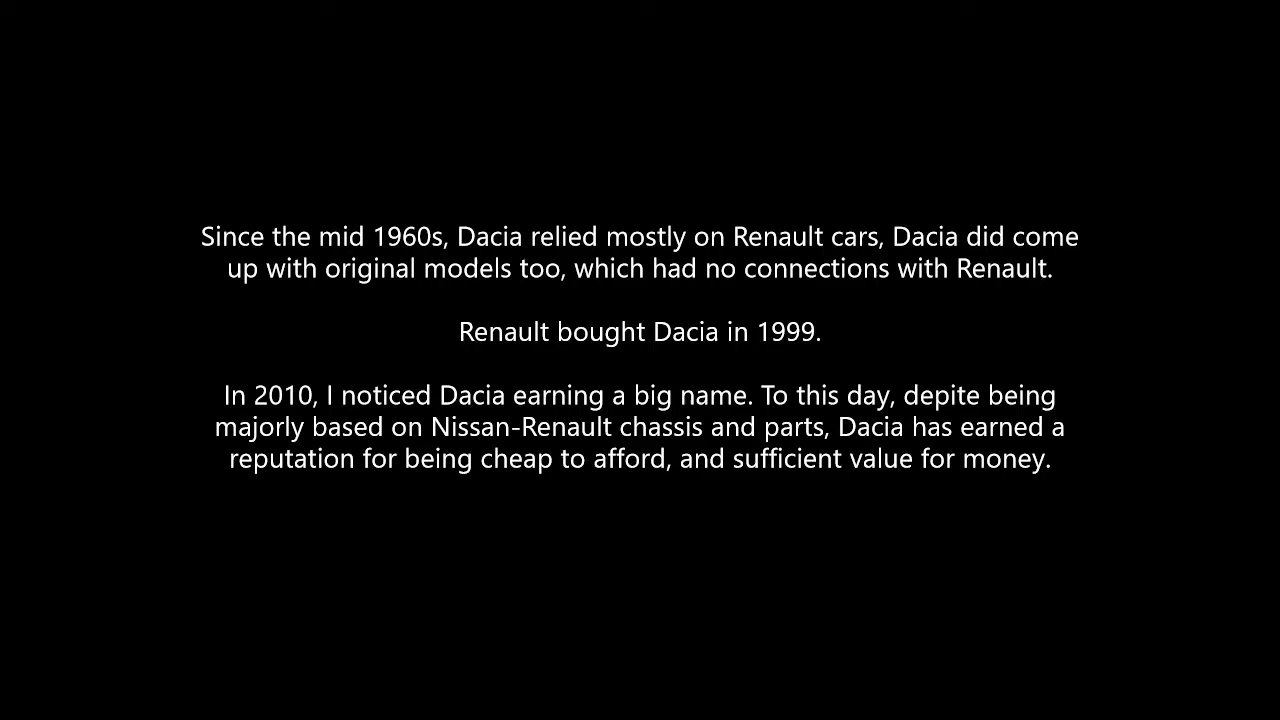 Since the mid 1960s, Dacia relied mostly on Renault cars, Dacia did come
up with original models too, which had no connections with Renault.
Renault bought Dacia in 1999.
In 2010, I noticed Dacia earning a big name. To this day, depite being
majorly based on Nissan-Renault chassis and parts, Dacia has earned a
reputation for being cheap to afford, and sufficient value for money.